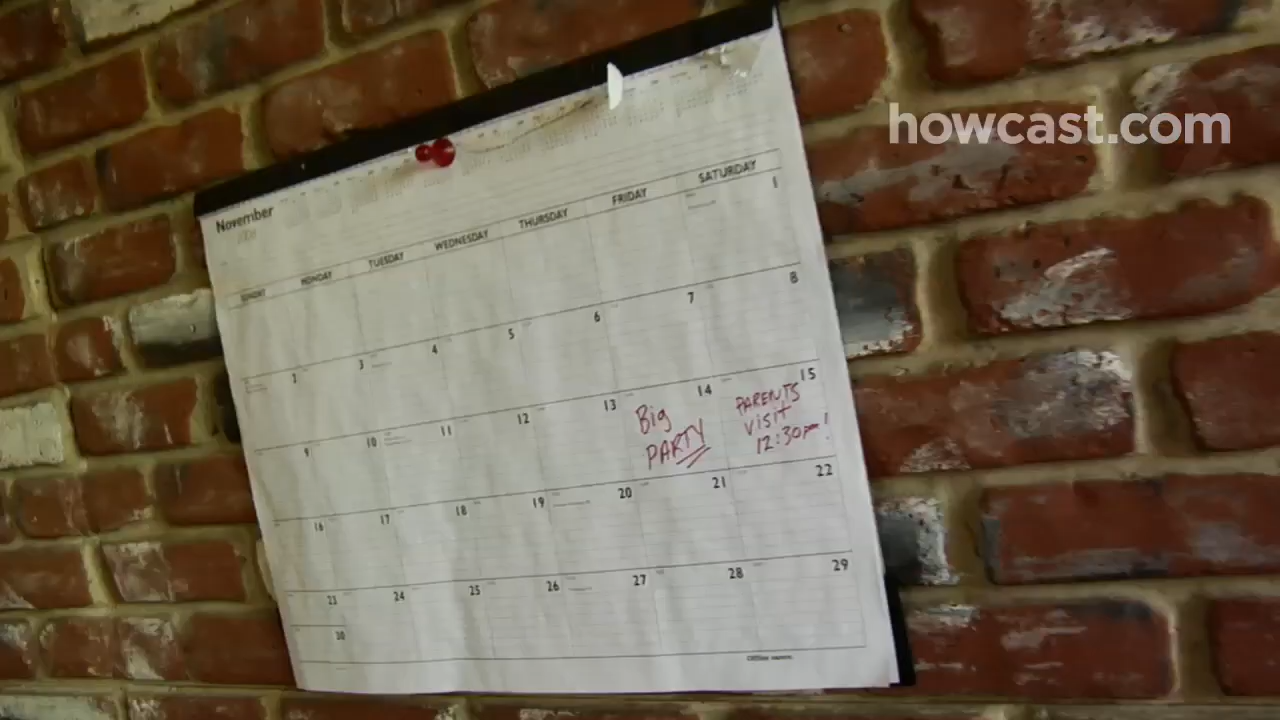 howcast.com
November
SUNDAY MONDAY TUESDAY WEDNESDAY THURSDAY FRIDAY SATURDAY
1
2 3 4 5 6 7 8
9 10 11 12 13 14 15
Big
PARTY
PARENTS
VISIT
12:30pm!
16 17 18 19 20 21 22
23 24 25 26 27 28 29
30